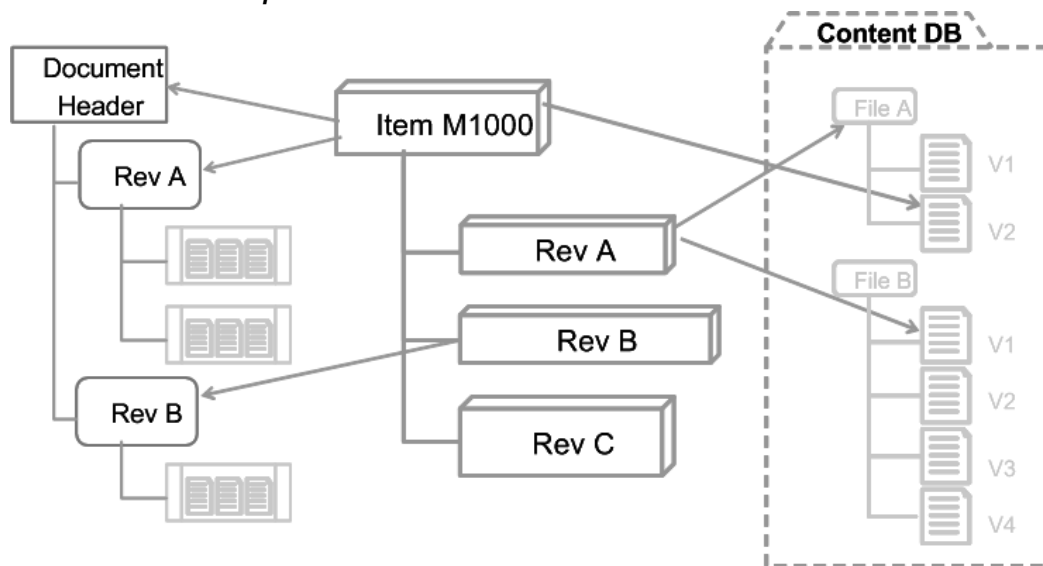 Content DB
Document
Header
Item M1000
File A
Rev A
V1
V2
Rev A
File B
Rev B
V1
Rev B
V2
Rev C
V3
V4